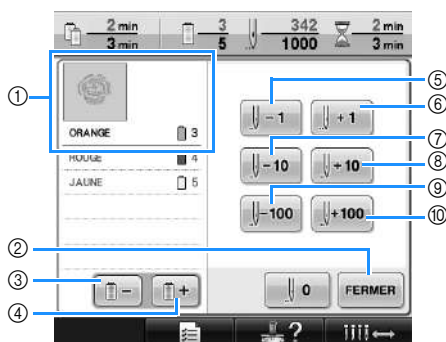 2 min 3 342 2 min
3 min 5 1000 3 min
①
⑤
⑥
- 1 + 1
ORANGE 3
ROUGE 4
⑦
- 10 + 10
⑧
JAUNE 5
⑨
-100 +100
⑩
②
③
- +
0 FERMER
④
?